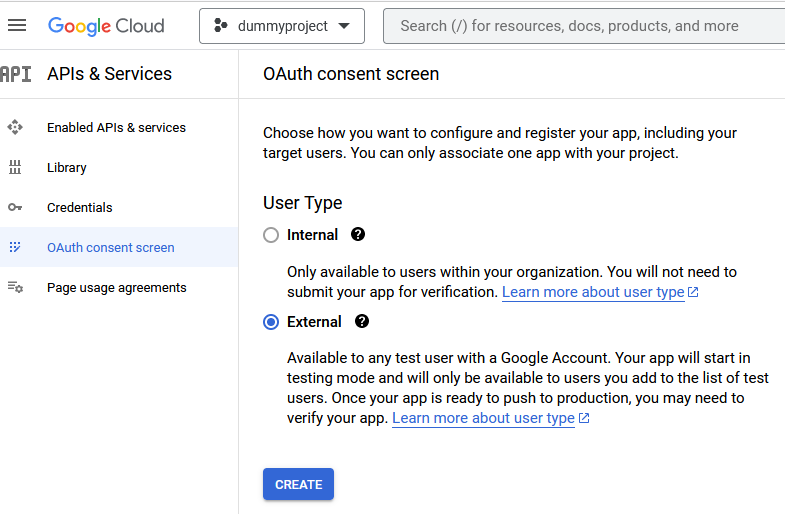 Google Cloud
dummyproject
Search (/) for resources, docs, products, and more
API
APIs & Services
OAuth consent screen
Enabled APIs & services
Library
Credentials
OAuth consent screen
Page usage agreements
Choose how you want to configure and register your app, including your
target users. You can only associate one app with your project.
User Type
Internal
Only available to users within your organization. You will not need to
submit your app for verification. Learn more about user type
External
Available to any test user with a Google Account. Your app will start in
testing mode and will only be available to users you add to the list of test
users. Once your app is ready to push to production, you may need to
verify your app. Learn more about user type
CREATE